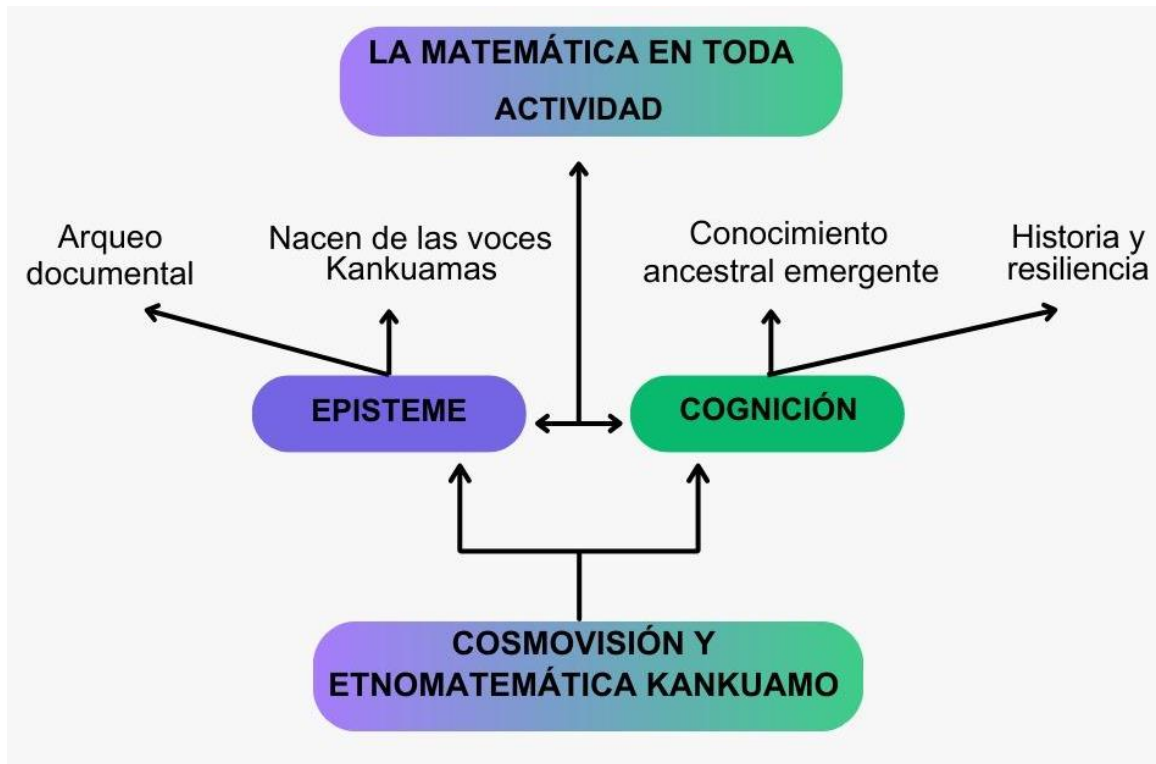 LA MATEMÁTICA EN TODA
ACTIVIDAD
Arqueo
documental
Nacen de las voces
Kankuamas
Conocimiento
ancestral emergente
Historia y
resiliencia
EPISTEME
COGNICIÓN
COSMOVISIÓN Y
ETNOMATEMÁTICA KANKUAMO